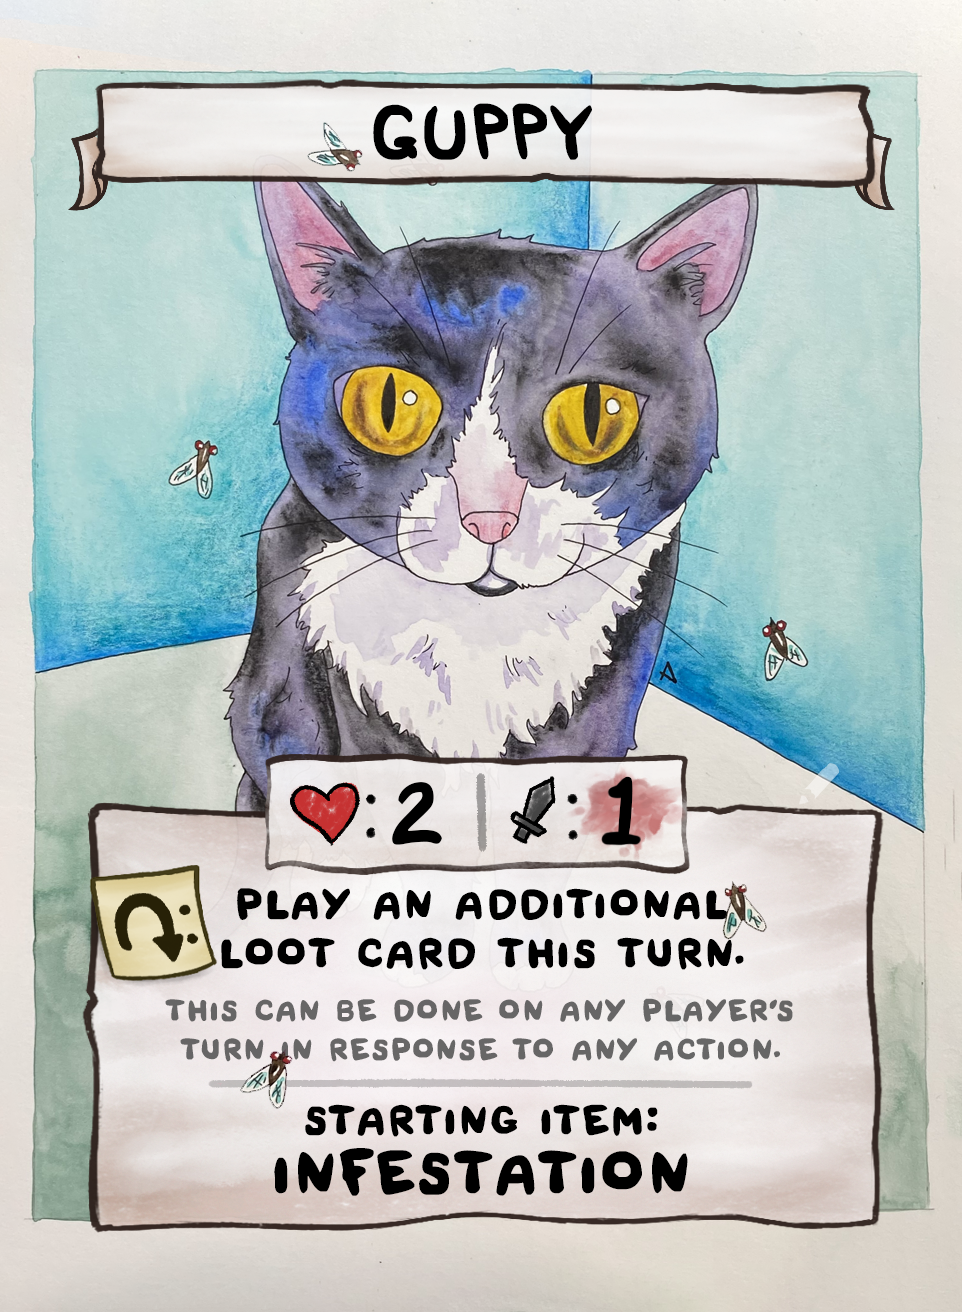 GUPPY
:2 | :1
PLAY AN ADDITIONAL
LOOT CARD THIS TURN.
THIS CAN BE DONE ON ANY PLAYER'S
TURN IN RESPONSE TO ANY ACTION.
STARTING ITEM:
INFESTATION